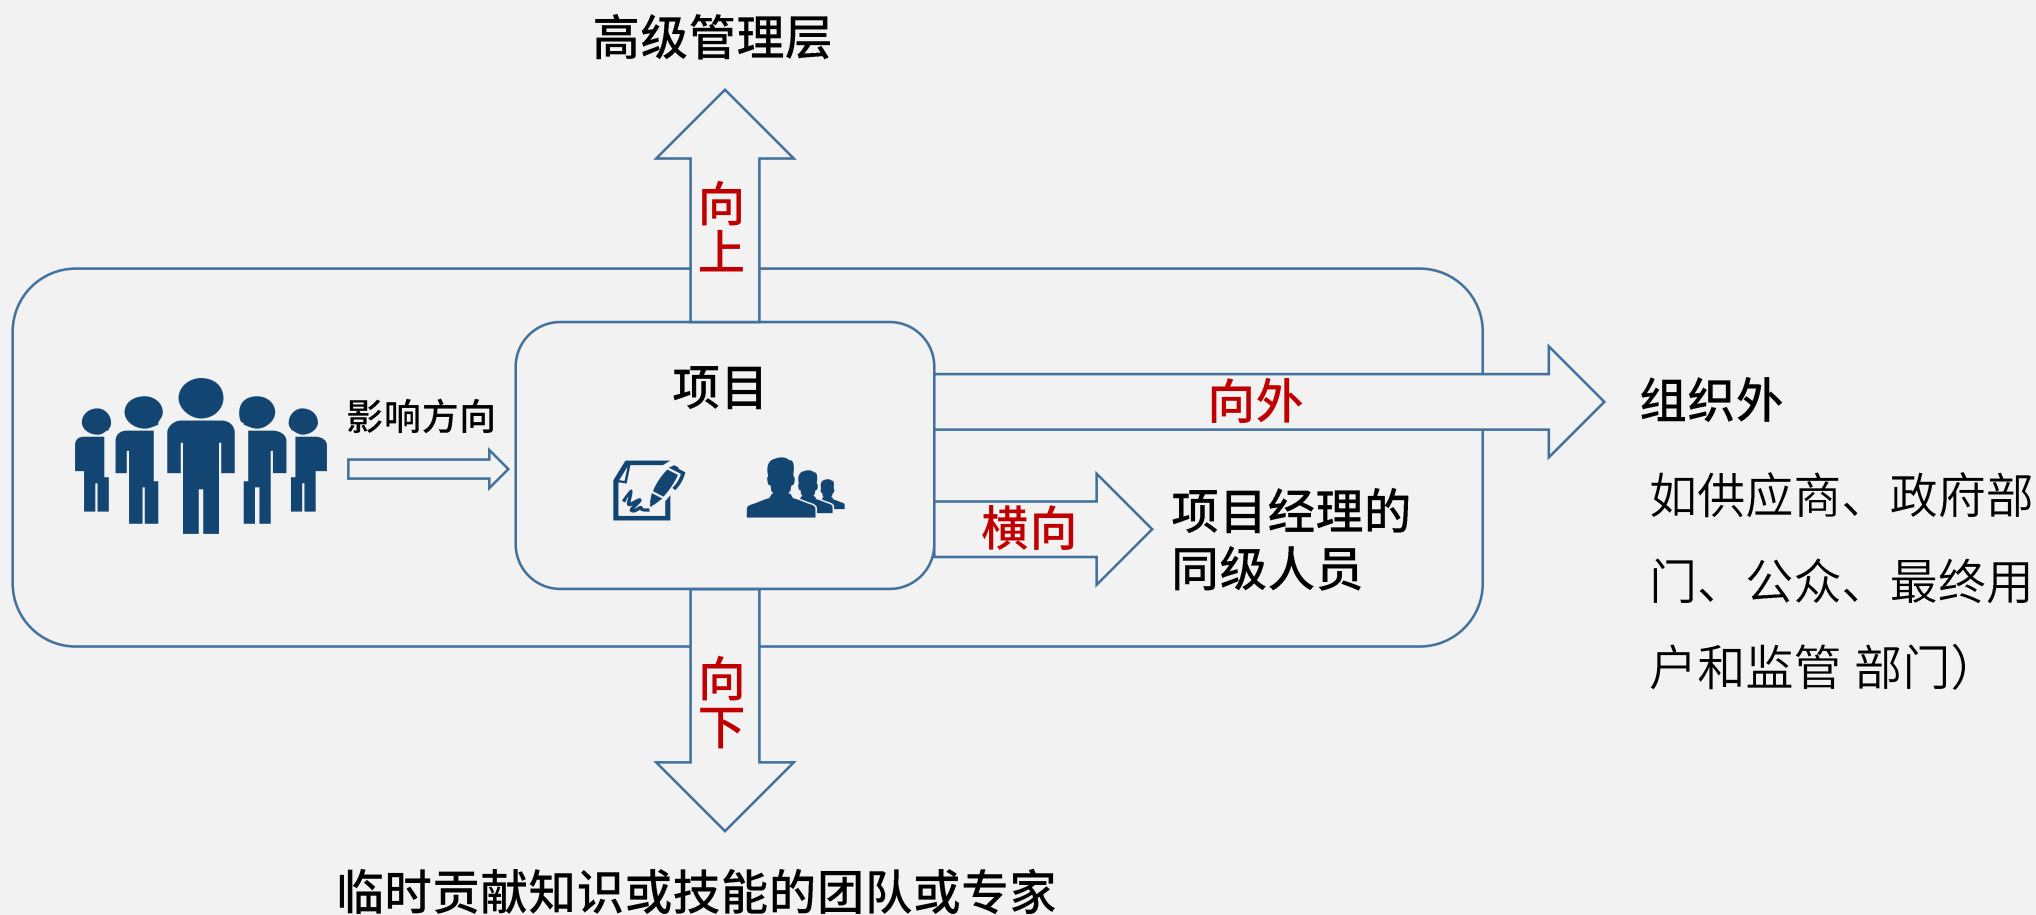 高级管理层
向
上
影响方向
项目
向外
组织外
横向
项目经理的
同级人员
如供应商、政府部
门、公众、最终用
户和监管 部门）
向
下
临时贡献知识或技能的团队或专家